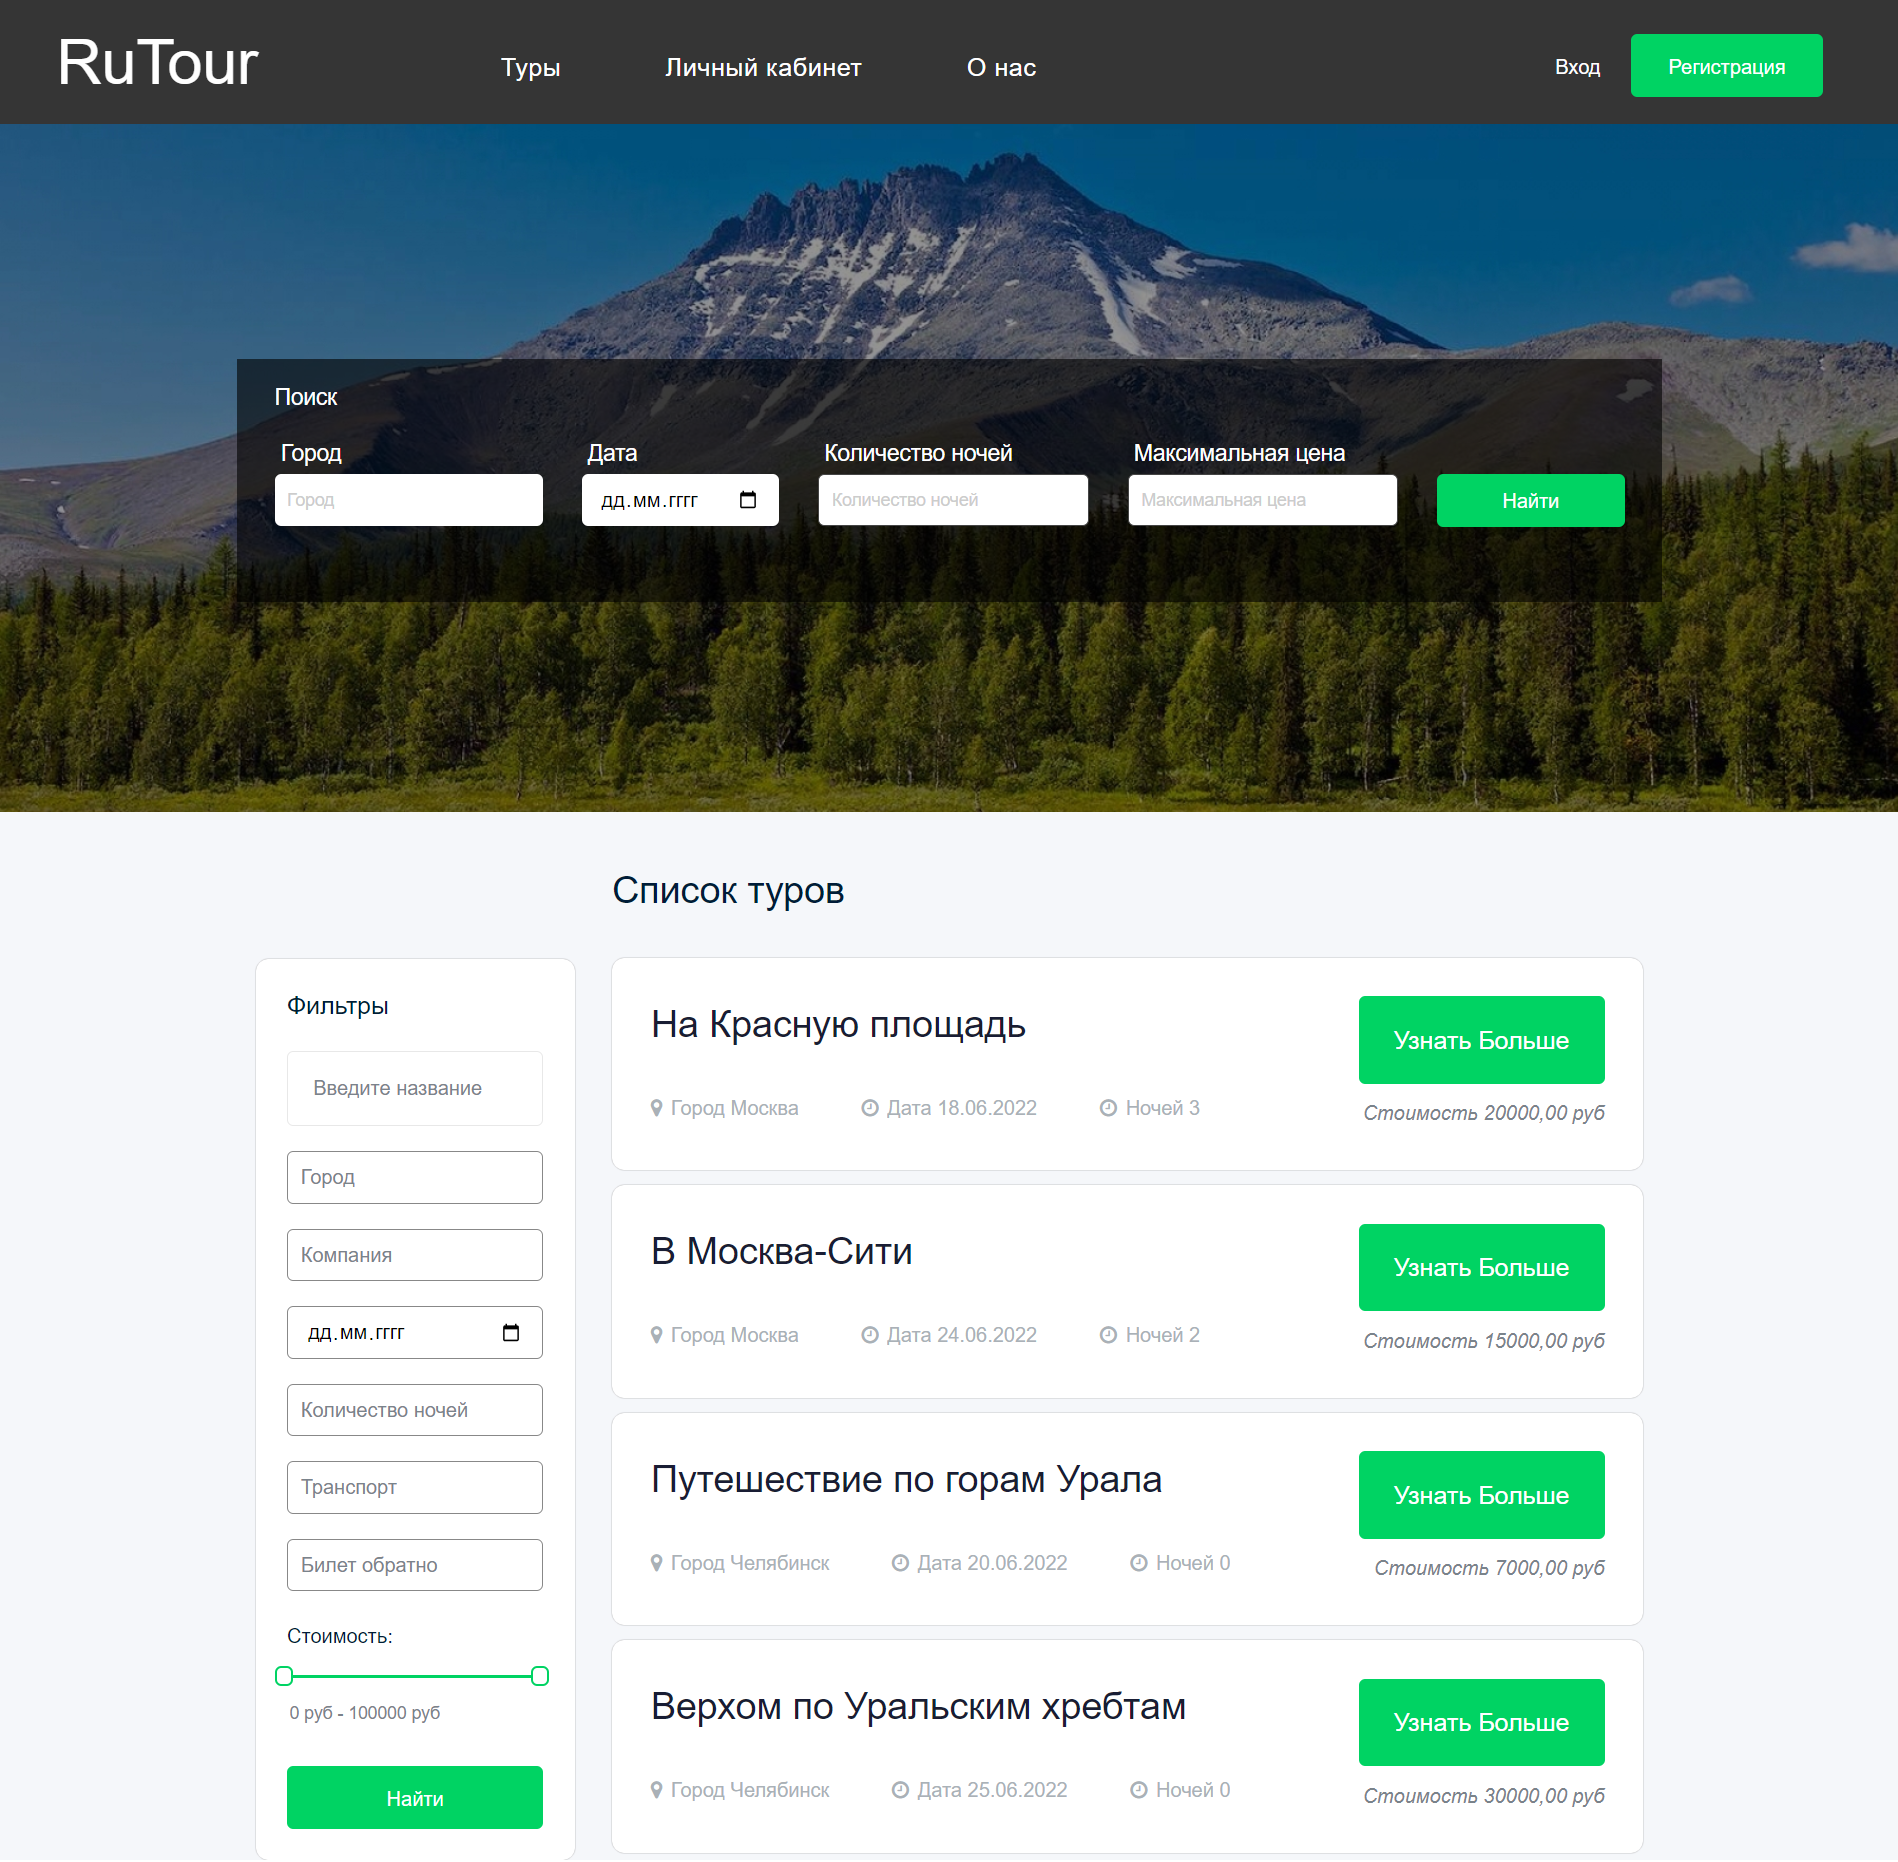 RuTour
Туры
Личный кабинет
О нас
Вход
Регистрация
Поиск
Город
Дата
Количество ночей
Максимальная цена
Город
дд.мм.гггг
Количество ночей
Максимальная цена
Найти
Список туров
Фильтры
Введите название
Город
Компания
дд.мм.гггг
Количество ночей
Транспорт
Билет обратно
Стоимость:
0 руб - 100000 руб
Найти
На Красную площадь
Узнать Больше
Город Москва
Дата 18.06.2022
Ночей 3
Стоимость 20000,00 руб
В Москва-Сити
Узнать Больше
Город Москва
Дата 24.06.2022
Ночей 2
Стоимость 15000,00 руб
Путешествие по горам Урала
Узнать Больше
Город Челябинск
Дата 20.06.2022
Ночей 0
Стоимость 7000,00 руб
Верхом по Уральским хребтам
Узнать Больше
Город Челябинск
Дата 25.06.2022
Ночей 0
Стоимость 30000,00 руб